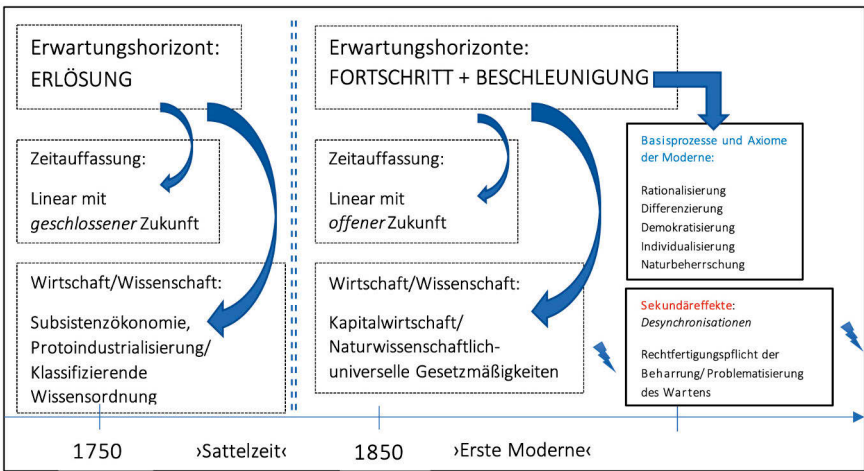 Erwartungshorizont:
ERLÖSUNG
Zeitauffassung:
Linear mit
geschlossener Zukunft
Wirtschaft/Wissenschaft:
Subsistenzökonomie,
Protoindustrialisierung/
Klassifizierende
Wissensordnung
Erwartungshorizonte:
FORTSCHRITT + BESCHLEUNIGUNG
Zeitauffassung:
Linear mit
offener Zukunft
Wirtschaft/Wissenschaft:
Kapitalwirtschaft/
Naturwissenschaftlich-
universelle Gesetzmäßigkeiten
Basisprozesse und Axiome
der Moderne:
Rationalisierung
Differenzierung
Demokratisierung
Individualisierung
Naturbeherrschung
Sekundäreffekte:
Desynchronisationen
Rechtfertigungspflicht der
Beharrung/Problematisierung
des Wartens
1750
›Sattelzeit‹
1850
›Erste Moderne‹